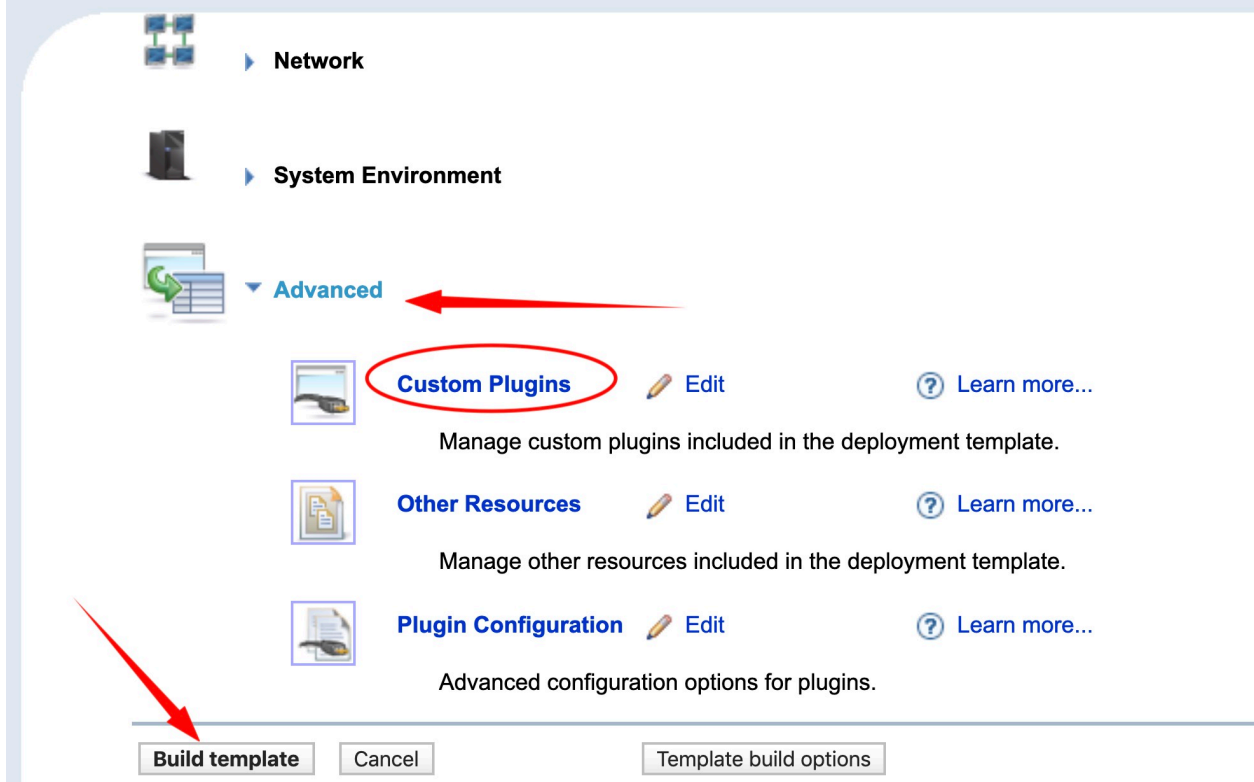 Network
System Environment
Advanced
Custom Plugins Edit ? Learn more...
Manage custom plugins included in the deployment template.
Other Resources Edit ? Learn more...
Manage other resources included in the deployment template.
Plugin Configuration Edit ? Learn more...
Advanced configuration options for plugins.
Build template Cancel Template build options